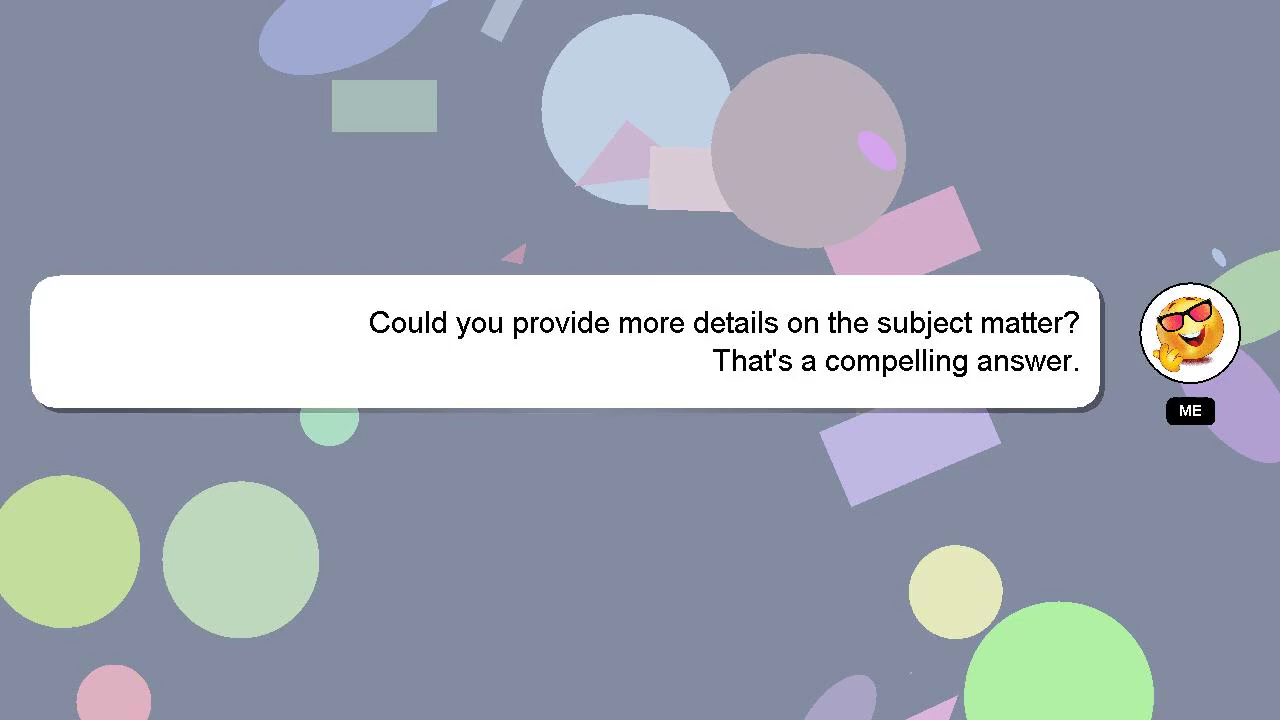 Could you provide more details on the subject matter?
That's a compelling answer.
ME